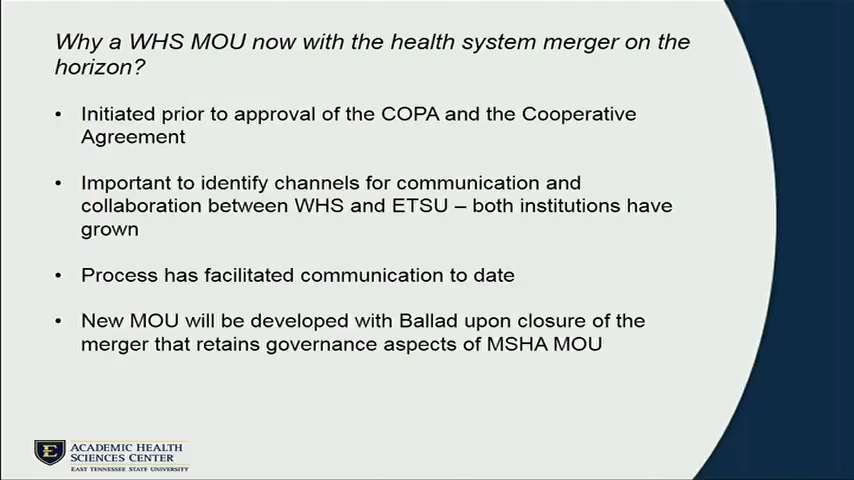 Why a WHS MOU now with the health system merger on the
horizon?
• Initiated prior to approval of the COPA and the Cooperative
Agreement
• Important to identify channels for communication and
collaboration between WHS and ETSU – both institutions have
grown
• Process has facilitated communication to date
• New MOU will be developed with Ballad upon closure of the
merger that retains governance aspects of MSHA MOU
E
ACADEMIC HEALTH
SCIENCES CENTER
EAST TENNESSEE STATE UNIVERSITY